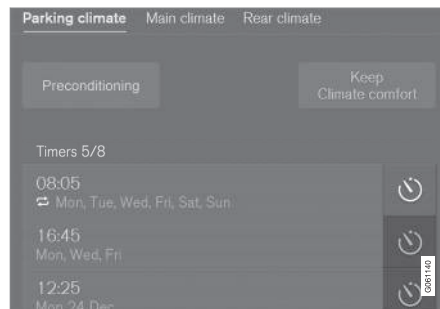 Parking climate Main climate Rear climate
Preconditioning
Keep
Climate comfort
Timers 5/8
08:05
Mon, Tue, Wed, Fri, Sat, Sun
16:45
Mon, Wed, Fri
12:25
Mon 24 Dec
G061140